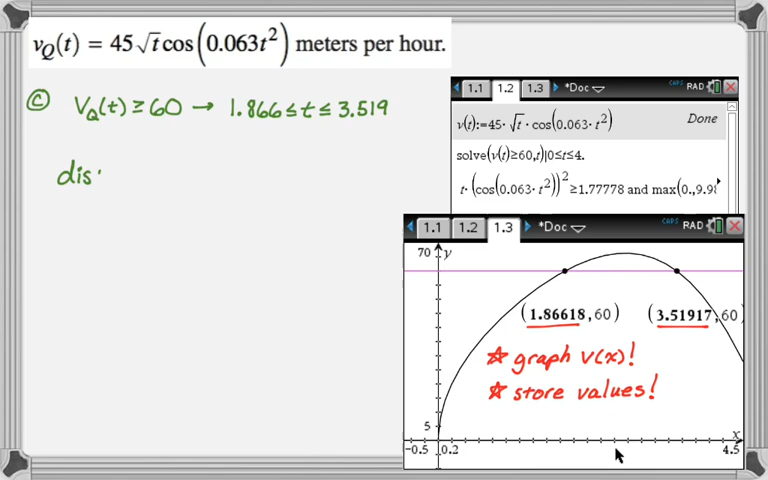 v_Q(t) = 45√t cos(0.063t²) meters per hour.
Ⓒ V_Q(t) ≥ 60 → 1.866 ≤ t ≤ 3.519
dis
1.1 1.2 1.3 *Doc CAPS RAD
v(t):=45·√t·cos(0.063·t²) Done
solve(v(t)≥60,t)|0≤t≤4.
t·(cos(0.063·t²))²≥1.77778 and max(0.,9.9
1.1 1.2 1.3 *Doc CAPS RAD
70 y
(1.86618,60) (3.51917,60)
☆ graph v(x)!
☆ store values!
5
x
-0.5 0.2 4.5